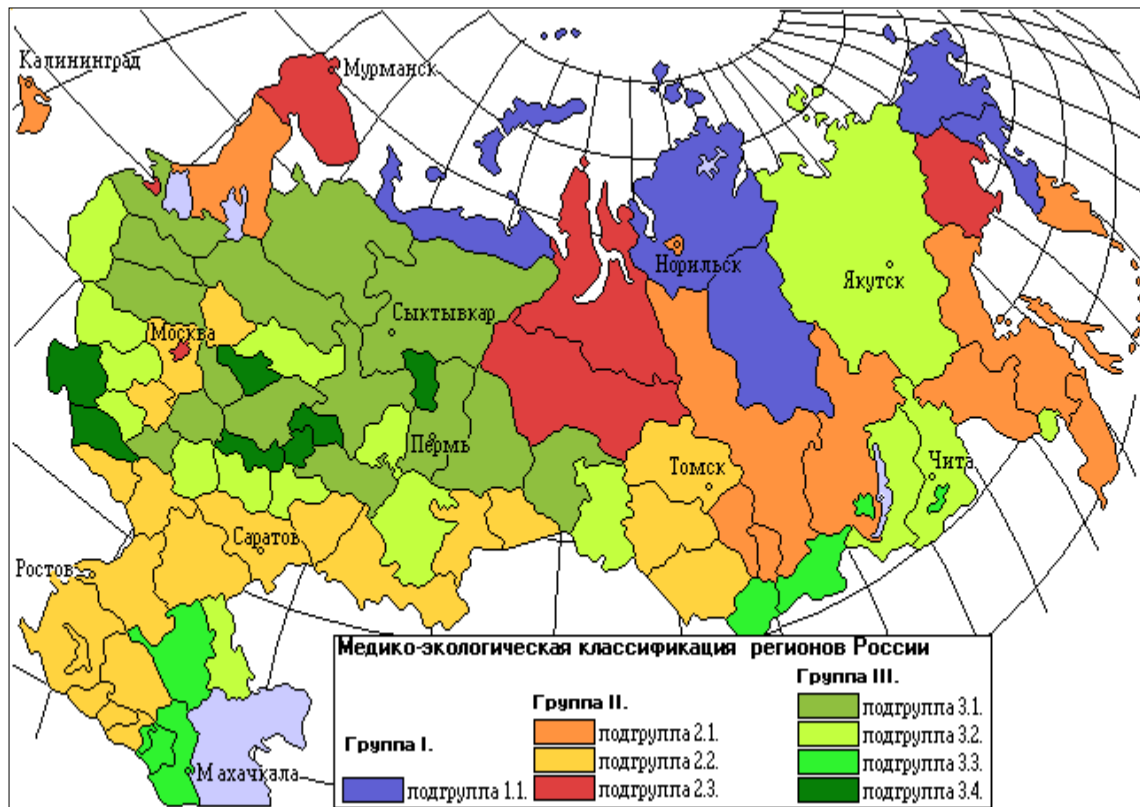 Калининград
Мурманск
Норильск
Якутск
Сыктывкар
Москва
Пермь
Томск
Чита
Саратов
Ростов
Махачкала
Медико-экологическая классификация регионов России
Группа I.
подгруппа 1.1.
Группа II.
подгруппа 2.1.
подгруппа 2.2.
подгруппа 2.3.
Группа III.
подгруппа 3.1.
подгруппа 3.2.
подгруппа 3.3.
подгруппа 3.4.